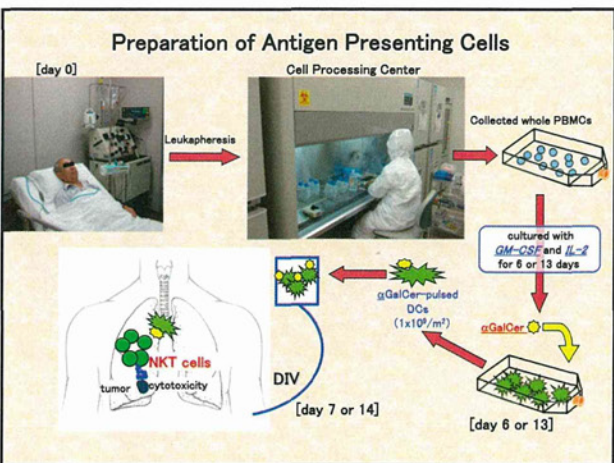 Preparation of Antigen Presenting Cells
[day 0]
Cell Processing Center
Leukapheresis
Collected whole PBMCs
cultured with
GM-CSF and IL-2
for 6 or 13 days
αGalCer
αGalCer-pulsed
DCs
(1x10⁹/m²)
NKT cells
tumor
cytotoxicity
DIV
[day 7 or 14]
[day 6 or 13]